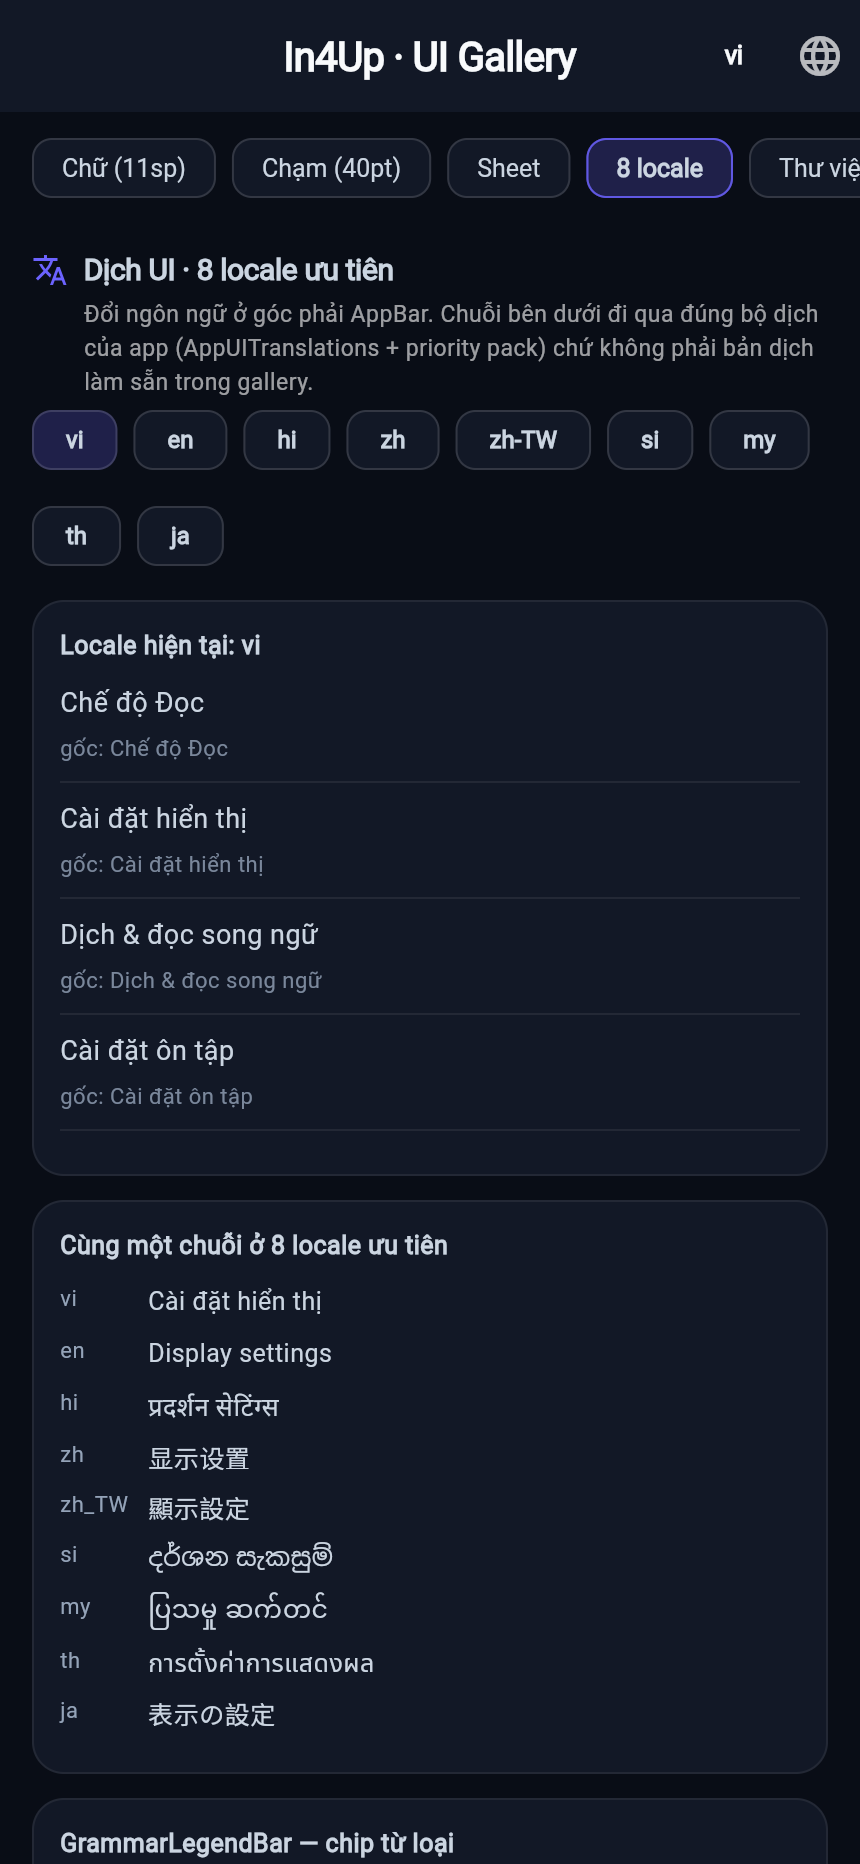 In4Up · UI Gallery
vi
Chữ (11sp)
Chạm (40pt)
Sheet
8 locale
Thư việ
Dịch UI · 8 locale ưu tiên
Đổi ngôn ngữ ở góc phải AppBar. Chuỗi bên dưới đi qua đúng bộ dịch
của app (AppUITranslations + priority pack) chứ không phải bản dịch
làm sẵn trong gallery.
vi
en
hi
zh
zh-TW
si
my
th
ja
Locale hiện tại: vi
Chế độ Đọc
gốc: Chế độ Đọc
Cài đặt hiển thị
gốc: Cài đặt hiển thị
Dịch & đọc song ngữ
gốc: Dịch & đọc song ngữ
Cài đặt ôn tập
gốc: Cài đặt ôn tập
Cùng một chuỗi ở 8 locale ưu tiên
vi Cài đặt hiển thị
en Display settings
hi प्रदर्शन सेटिंग्स
zh 显示设置
zh_TW 顯示設定
si දර්ශන සැකසුම්
my ပြသမှု ဆက်တင်
th การตั้งค่าการแสดงผล
ja 表示の設定
GrammarLegendBar — chip từ loại